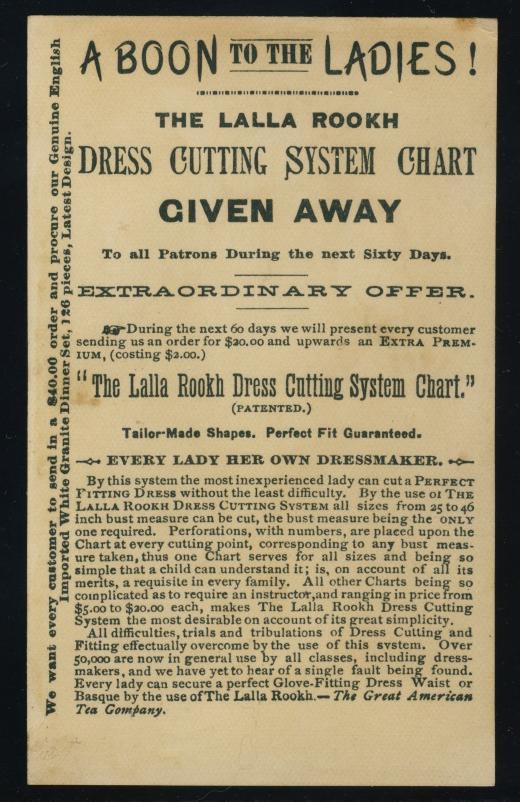 A BOON TO THE LADIES!
THE LALLA ROOKH
DRESS CUTTING SYSTEM CHART
GIVEN AWAY
To all Patrons During the next Sixty Days.
EXTRAORDINARY OFFER.
☞During the next 60 days we will present every customer
sending us an order for $20.00 and upwards an EXTRA PREM-
IUM, (costing $2.00.)
"The Lalla Rookh Dress Cutting System Chart."
(PATENTED.)
Tailor-Made Shapes. Perfect Fit Guaranteed.
EVERY LADY HER OWN DRESSMAKER.
By this system the most inexperienced lady can cut a PERFECT
FITTING DRESS without the least difficulty. By the use of THE
LALLA ROOKH DRESS CUTTING SYSTEM all sizes from 25 to 46
inch bust measure can be cut, the bust measure being the ONLY
one required. Perforations, with numbers, are placed upon the
Chart at every cutting point, corresponding to any bust meas-
ure taken, thus one Chart serves for all sizes and being so
simple that a child can understand it; is, on account of all its
merits, a requisite in every family. All other Charts being so
complicated as to require an instructor, and ranging in price from
$5.00 to $20.00 each, makes The Lalla Rookh Dress Cutting
System the most desirable on account of its great simplicity.
All difficulties, trials and tribulations of Dress Cutting and
Fitting effectually overcome by the use of this system. Over
50,000 are now in general use by all classes, including dress-
makers, and we have yet to hear of a single fault being found.
Every lady can secure a perfect Glove-Fitting Dress Waist or
Basque by the use of The Lalla Rookh.—The Great American
Tea Company.
We want every customer to send in a $40.00 order and procure our Genuine English
Imported White Granite Dinner Set, 126 pieces, Latest Design.